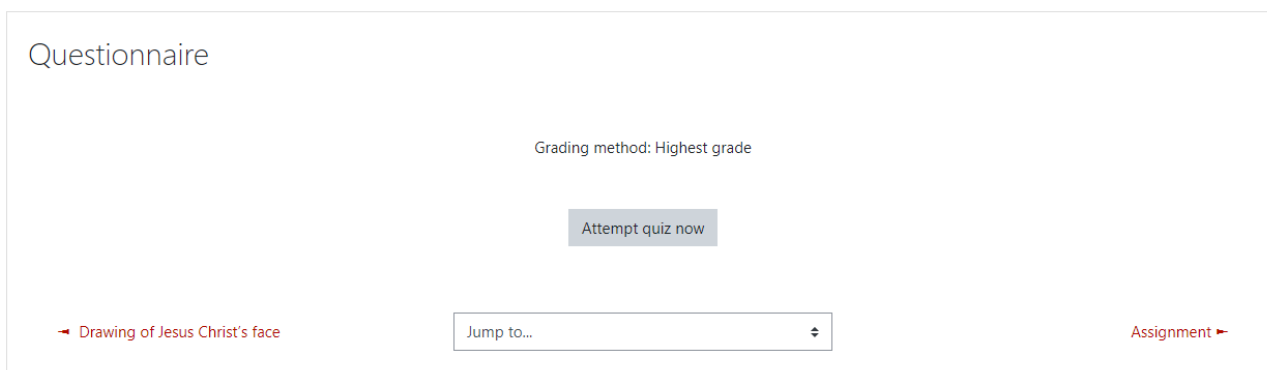 Questionnaire
Grading method: Highest grade
Attempt quiz now
Drawing of Jesus Christ's face
Jump to...
Assignment